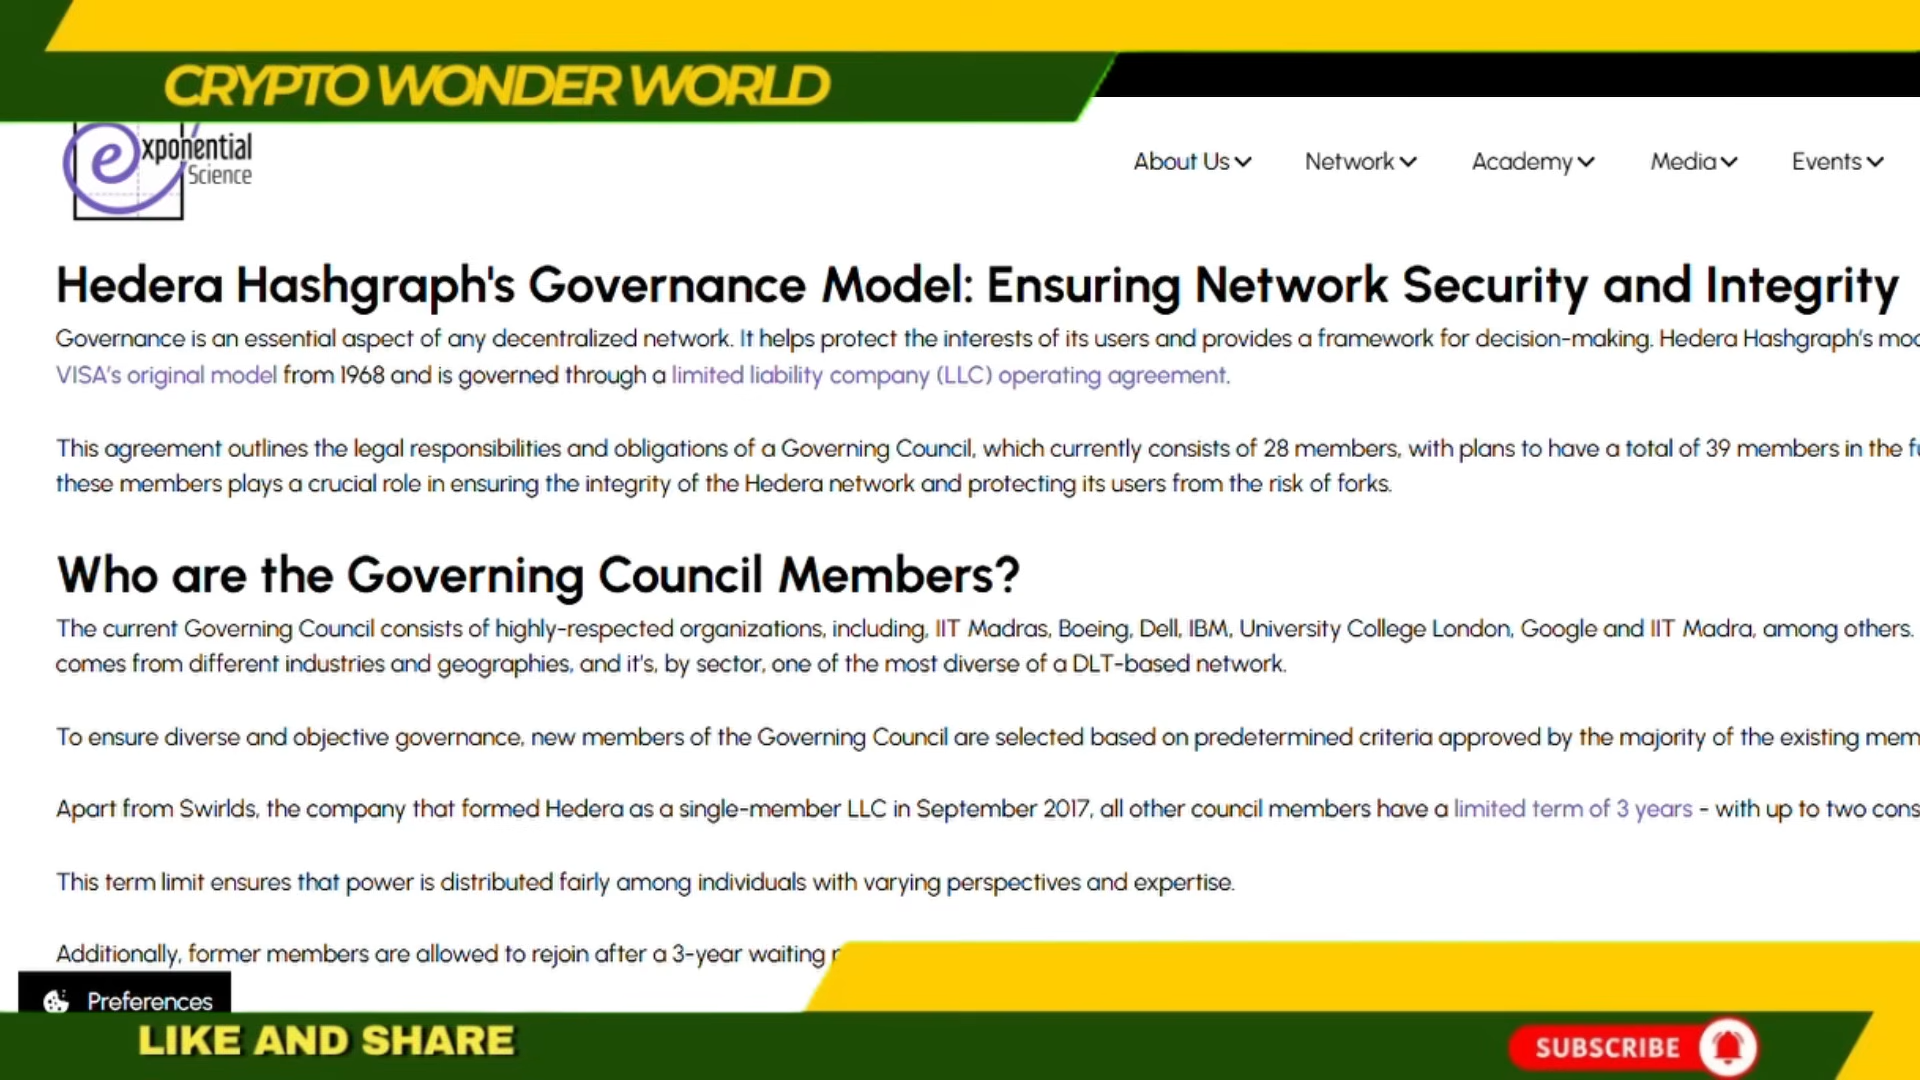 CRYPTO WONDER WORLD
exponential
Science
About Us
Network
Academy
Media
Events
Hedera Hashgraph's Governance Model: Ensuring Network Security and Integrity
Governance is an essential aspect of any decentralized network. It helps protect the interests of its users and provides a framework for decision-making. Hedera Hashgraph's
VISA's original model from 1968 and is governed through a limited liability company (LLC) operating agreement.
This agreement outlines the legal responsibilities and obligations of a Governing Council, which currently consists of 28 members, with plans to have a total of 39 members in the
these members plays a crucial role in ensuring the integrity of the Hedera network and protecting its users from the risk of forks.
Who are the Governing Council Members?
The current Governing Council consists of highly-respected organizations, including, IIT Madras, Boeing, Dell, IBM, University College London, Google and IIT Madra, among others.
comes from different industries and geographies, and it's, by sector, one of the most diverse of a DLT-based network.
To ensure diverse and objective governance, new members of the Governing Council are selected based on predetermined criteria approved by the majority of the existing
Apart from Swirlds, the company that formed Hedera as a single-member LLC in September 2017, all other council members have a limited term of 3 years - with up to two
This term limit ensures that power is distributed fairly among individuals with varying perspectives and expertise.
Additionally, former members are allowed to rejoin after a 3-year waiting
Preferences
LIKE AND SHARE
SUBSCRIBE